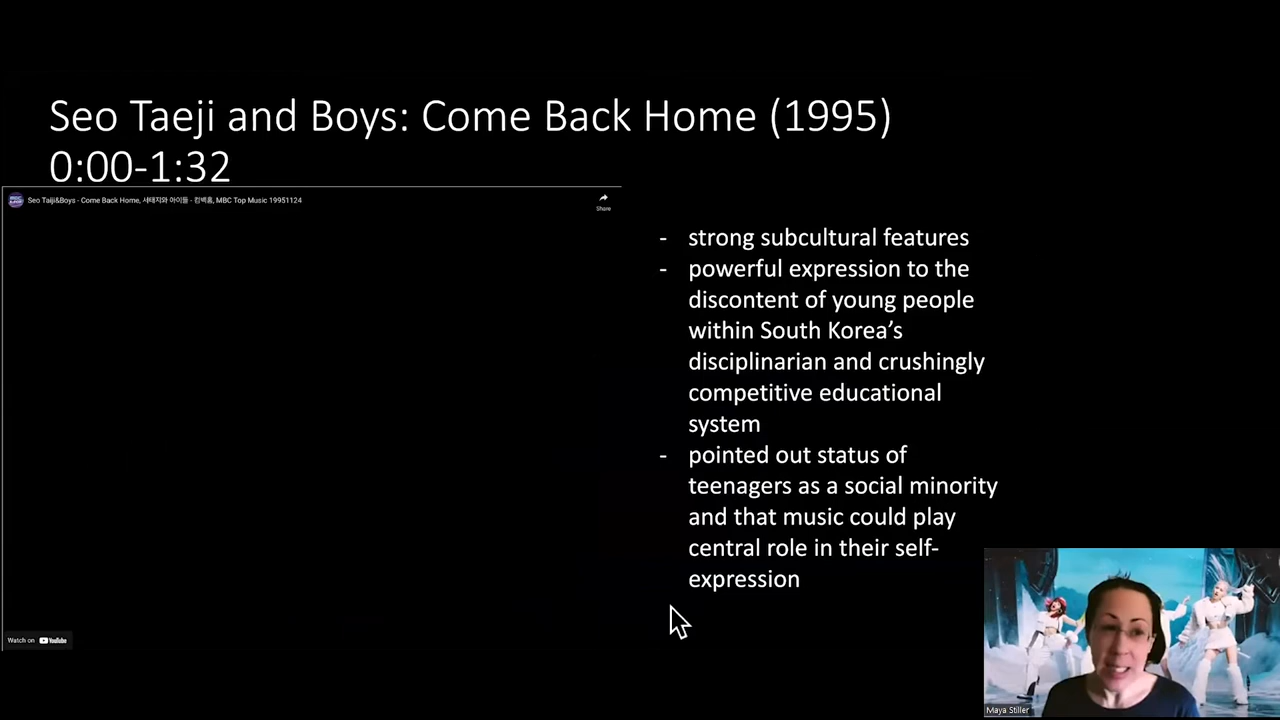 Seo Taeji and Boys: Come Back Home (1995)
0:00-1:32
Seo Taiji&Boys - Come Back Home, 서태지와 아이들 - 컴백홈, MBC Top Music 19951124
Share
- strong subcultural features
- powerful expression to the
discontent of young people
within South Korea’s
disciplinarian and crushingly
competitive educational
system
- pointed out status of
teenagers as a social minority
and that music could play
central role in their self-
expression
Watch on YouTube
Maya Stiller